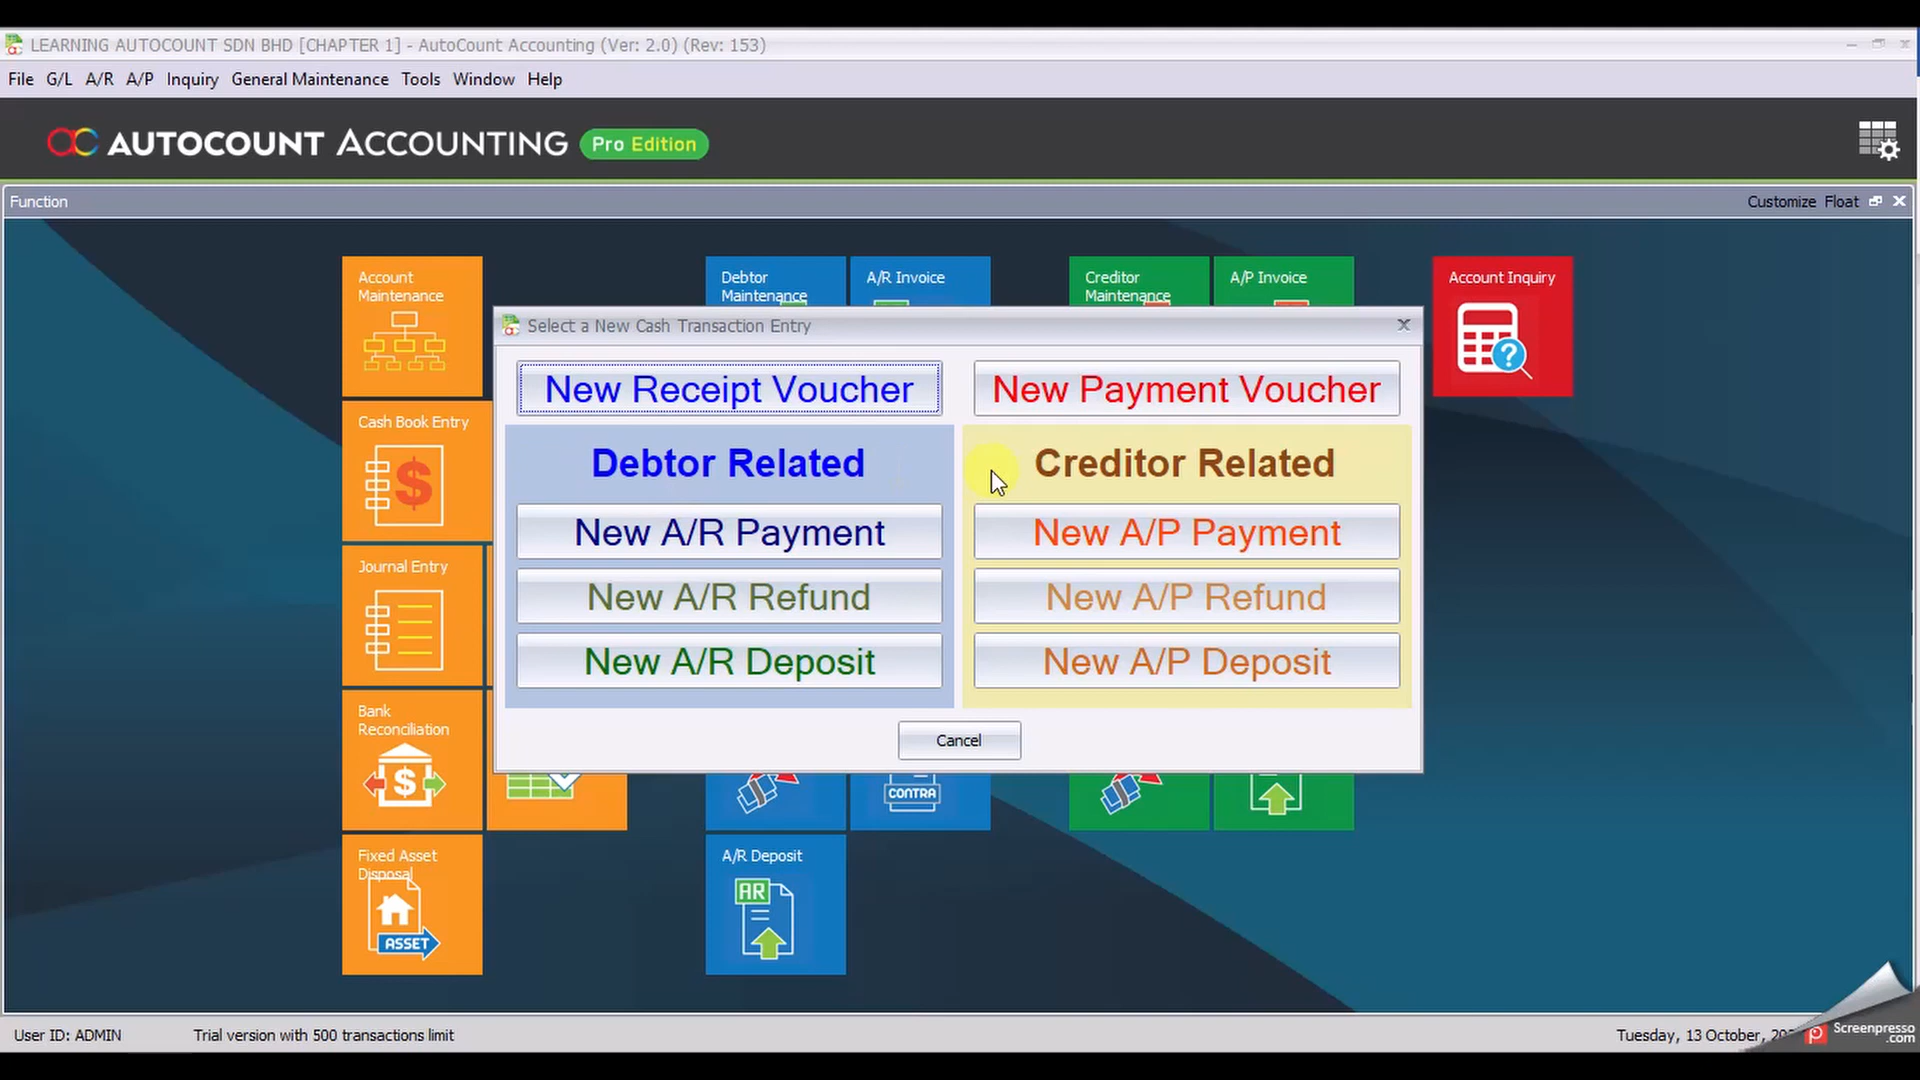 LEARNING AUTOCOUNT SDN BHD [CHAPTER 1] - AutoCount Accounting (Ver: 2.0) (Rev: 153)
File G/L A/R A/P Inquiry General Maintenance Tools Window Help
AUTOCOUNT ACCOUNTING Pro Edition
Function
Customize Float
Account Maintenance
Debtor Maintenance
A/R Invoice
Creditor Maintenance
A/P Invoice
Account Inquiry
Select a New Cash Transaction Entry
New Receipt Voucher
New Payment Voucher
Cash Book Entry
Debtor Related
Creditor Related
New A/R Payment
New A/P Payment
Journal Entry
New A/R Refund
New A/P Refund
New A/R Deposit
New A/P Deposit
Bank Reconciliation
Cancel
CONTRA
Fixed Asset Disposal
ASSET
A/R Deposit
AR
User ID: ADMIN
Trial version with 500 transactions limit
Tuesday, 13 October,
Screenpresso
.com